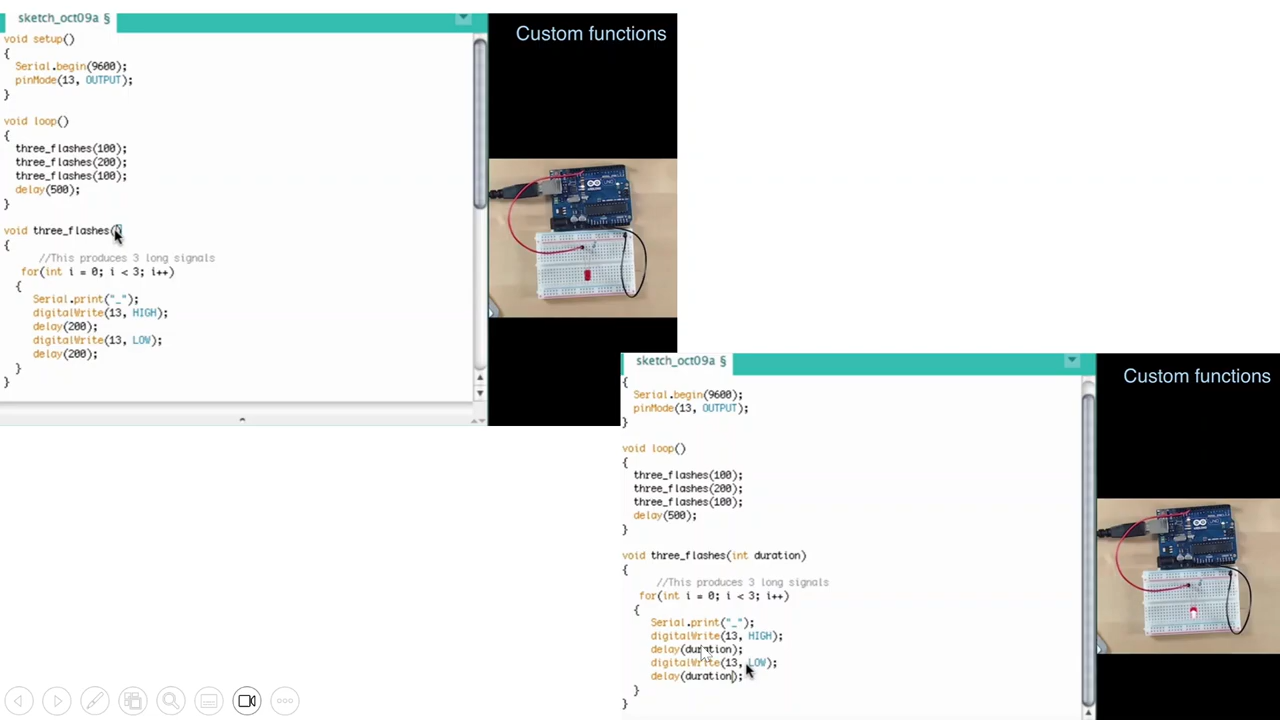 sketch_oct09a §
void setup()
{
Serial.begin(9600);
pinMode(13, OUTPUT);
}
void loop()
{
three_flashes(100);
three_flashes(200);
three_flashes(100);
delay(500);
}
void three_flashes()
{
//This produces 3 long signals
for(int i = 0; i < 3; i++)
{
Serial.print("_");
digitalWrite(13, HIGH);
delay(200);
digitalWrite(13, LOW);
delay(200);
}
}
Custom functions
sketch_oct09a §
{
Serial.begin(9600);
pinMode(13, OUTPUT);
}
void loop()
{
three_flashes(100);
three_flashes(200);
three_flashes(100);
delay(500);
}
void three_flashes(int duration)
{
//This produces 3 long signals
for(int i = 0; i < 3; i++)
{
Serial.print("_");
digitalWrite(13, HIGH);
delay(duration);
digitalWrite(13, LOW);
delay(duration);
}
}
Custom functions